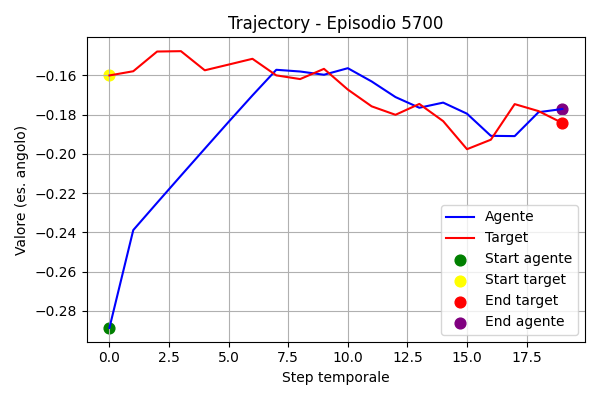 Trajectory - Episodio 5700
Valore (es. angolo)
−0.16
−0.18
−0.20
−0.22
−0.24
−0.26
−0.28
Agente
Target
Start agente
Start target
End target
End agente
0.0 2.5 5.0 7.5 10.0 12.5 15.0 17.5
Step temporale